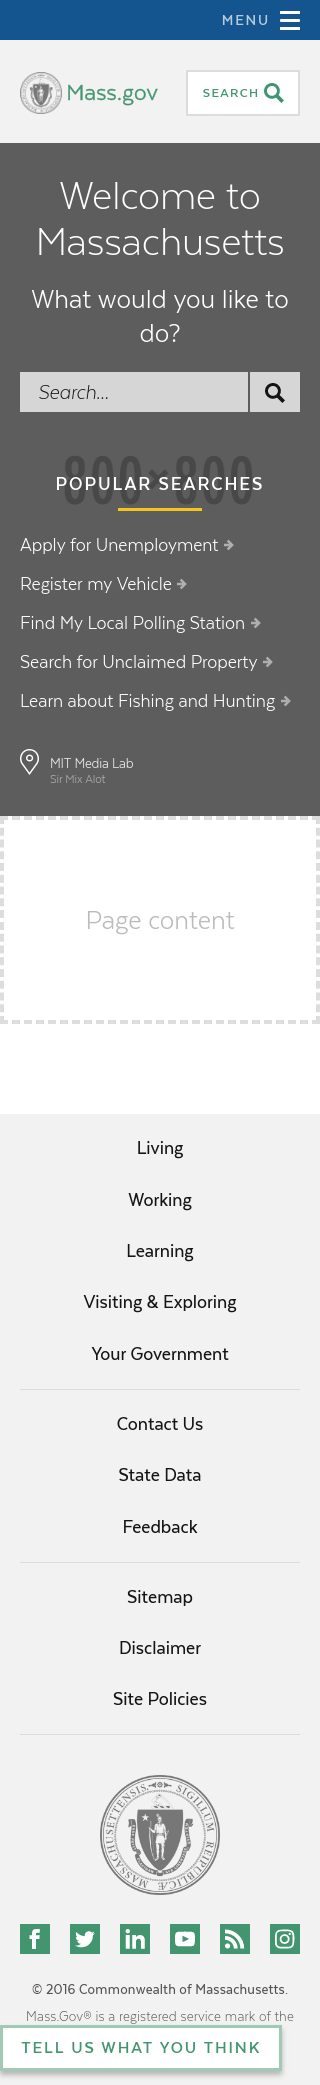 MENU
Mass.gov
SEARCH
Welcome to
Massachusetts
What would you like to
do?
Search...
800×800
POPULAR SEARCHES
Apply for Unemployment
Register my Vehicle
Find My Local Polling Station
Search for Unclaimed Property
Learn about Fishing and Hunting
MIT Media Lab
Sir Mix Alot
Page content
Living
Working
Learning
Visiting & Exploring
Your Government
Contact Us
State Data
Feedback
Sitemap
Disclaimer
Site Policies
SIGILLUM REIPUBLICÆ MASSACHUSETTENSIS
© 2016 Commonwealth of Massachusetts.
Mass.Gov® is a registered service mark of the
TELL US WHAT YOU THINK